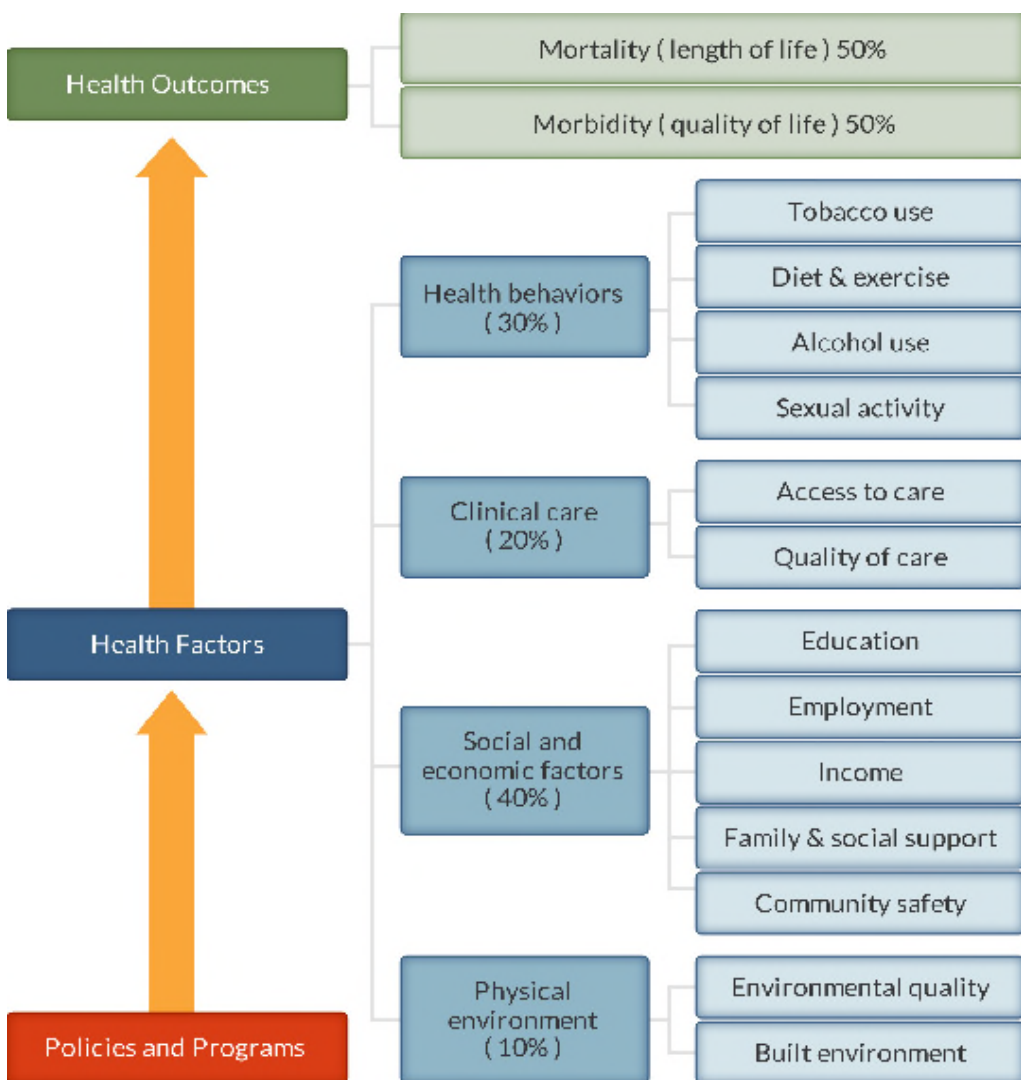 Health Outcomes
Mortality ( length of life ) 50%
Morbidity ( quality of life ) 50%
Health Factors
Health behaviors
( 30% )
Tobacco use
Diet & exercise
Alcohol use
Sexual activity
Clinical care
( 20% )
Access to care
Quality of care
Social and
economic factors
( 40% )
Education
Employment
Income
Family & social support
Community safety
Physical
environment
( 10% )
Environmental quality
Built environment
Policies and Programs